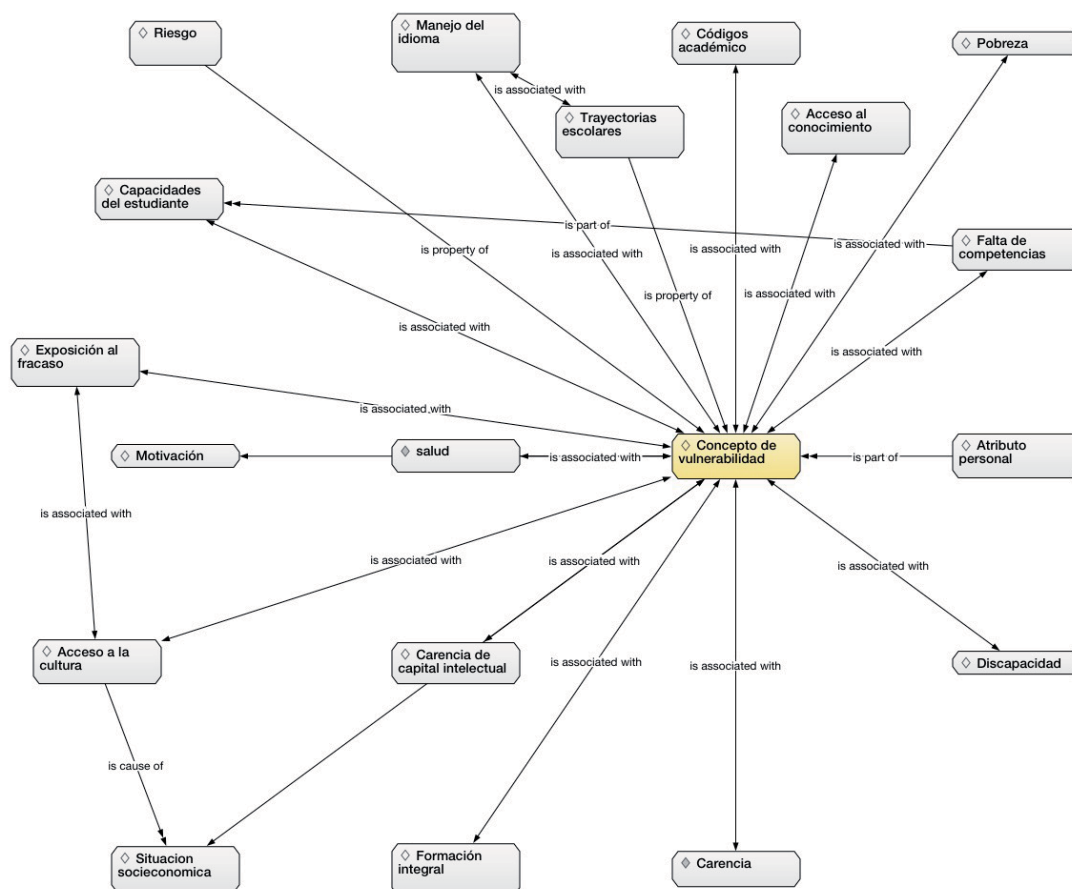 Riesgo
Manejo del
idioma
Códigos
académico
Pobreza
is associated with
Trayectorias
escolares
Acceso al
conocimiento
Capacidades
del estudiante
is part of
Falta de
competencias
is property of
is associated with
is associated with
is associated with
is associated with
is property of
is associated with
is associated with
is associated with
Exposición al
fracaso
is associated with
Concepto de
vulnerabilidad
Motivación
salud
is associated with
is part of
Atributo
personal
is associated with
is associated with
is associated with
is associated with
Acceso a la
cultura
Carencia de
capital intelectual
is associated with
is associated with
Discapacidad
is cause of
Situacion
socieconomica
Formación
integral
Carencia